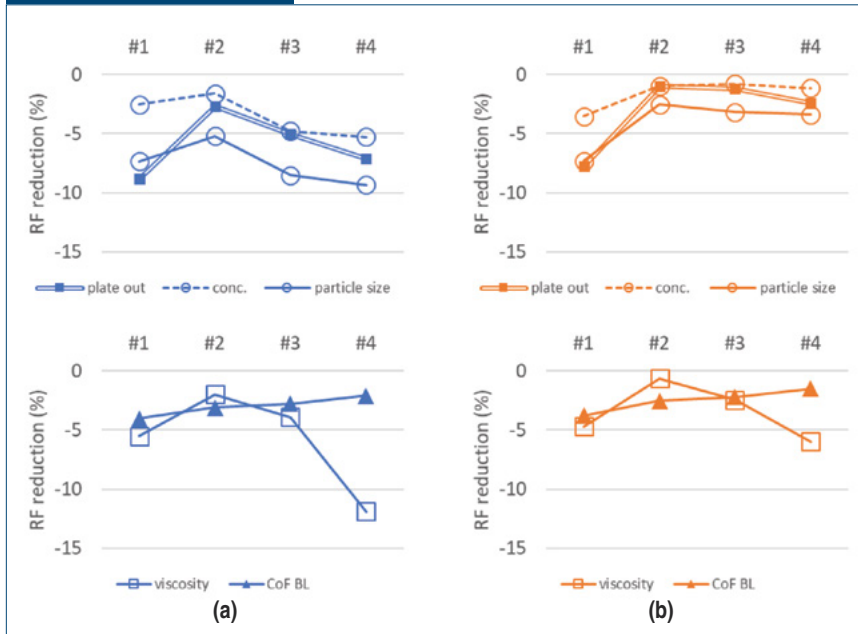 #1 #2 #3 #4
0
-5
-10
-15
RF reduction (%)
plate out conc. particle size
#1 #2 #3 #4
0
-5
-10
-15
RF reduction (%)
plate out conc. particle size
#1 #2 #3 #4
0
-5
-10
-15
RF reduction (%)
viscosity CoF BL
(a)
#1 #2 #3 #4
0
-5
-10
-15
RF reduction (%)
viscosity CoF BL
(b)